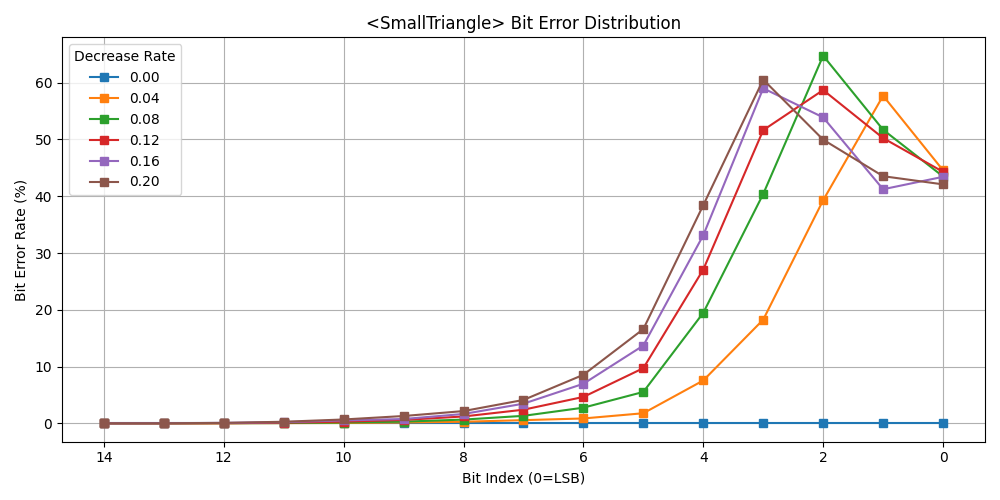 <SmallTriangle> Bit Error Distribution
Decrease Rate
0.00
0.04
0.08
0.12
0.16
0.20
Bit Error Rate (%)
60
50
40
30
20
10
0
14 12 10 8 6 4 2 0
Bit Index (0=LSB)